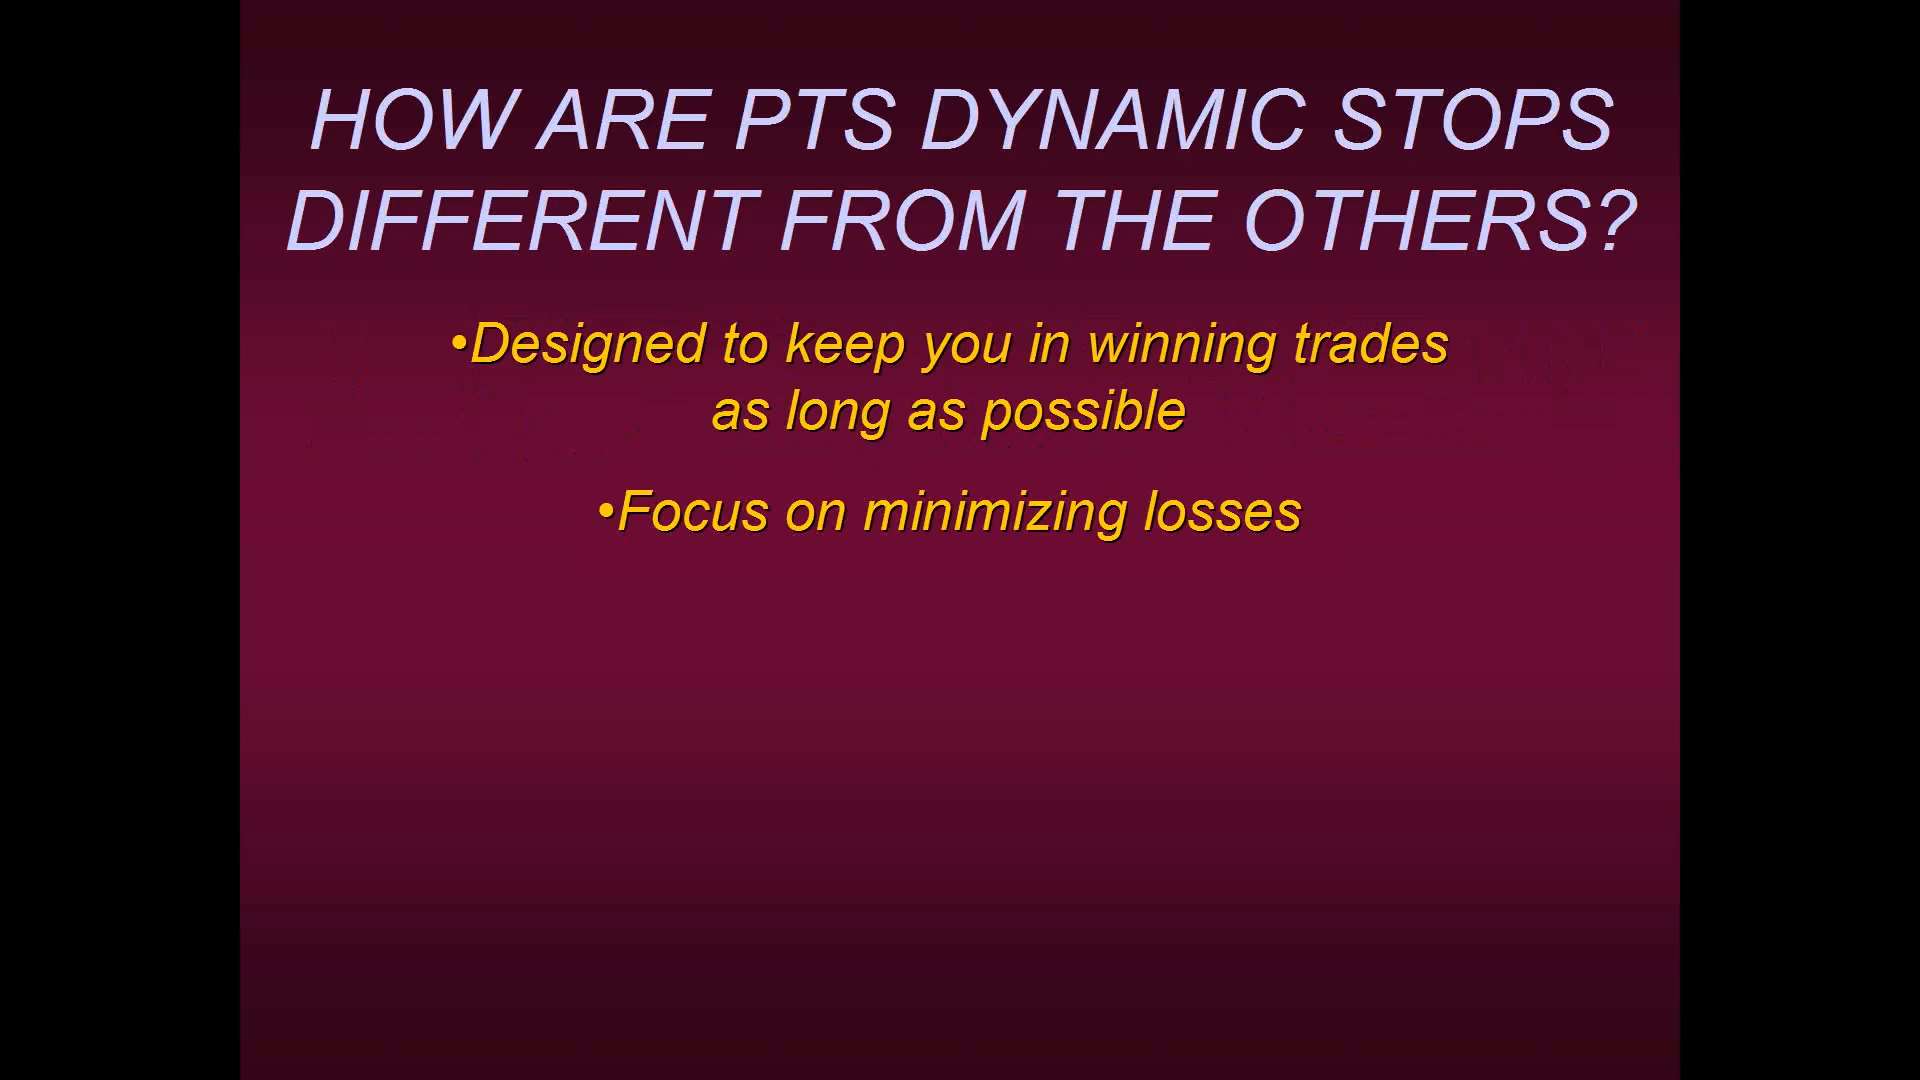 HOW ARE PTS DYNAMIC STOPS
DIFFERENT FROM THE OTHERS?
•Designed to keep you in winning trades
as long as possible
•Focus on minimizing losses